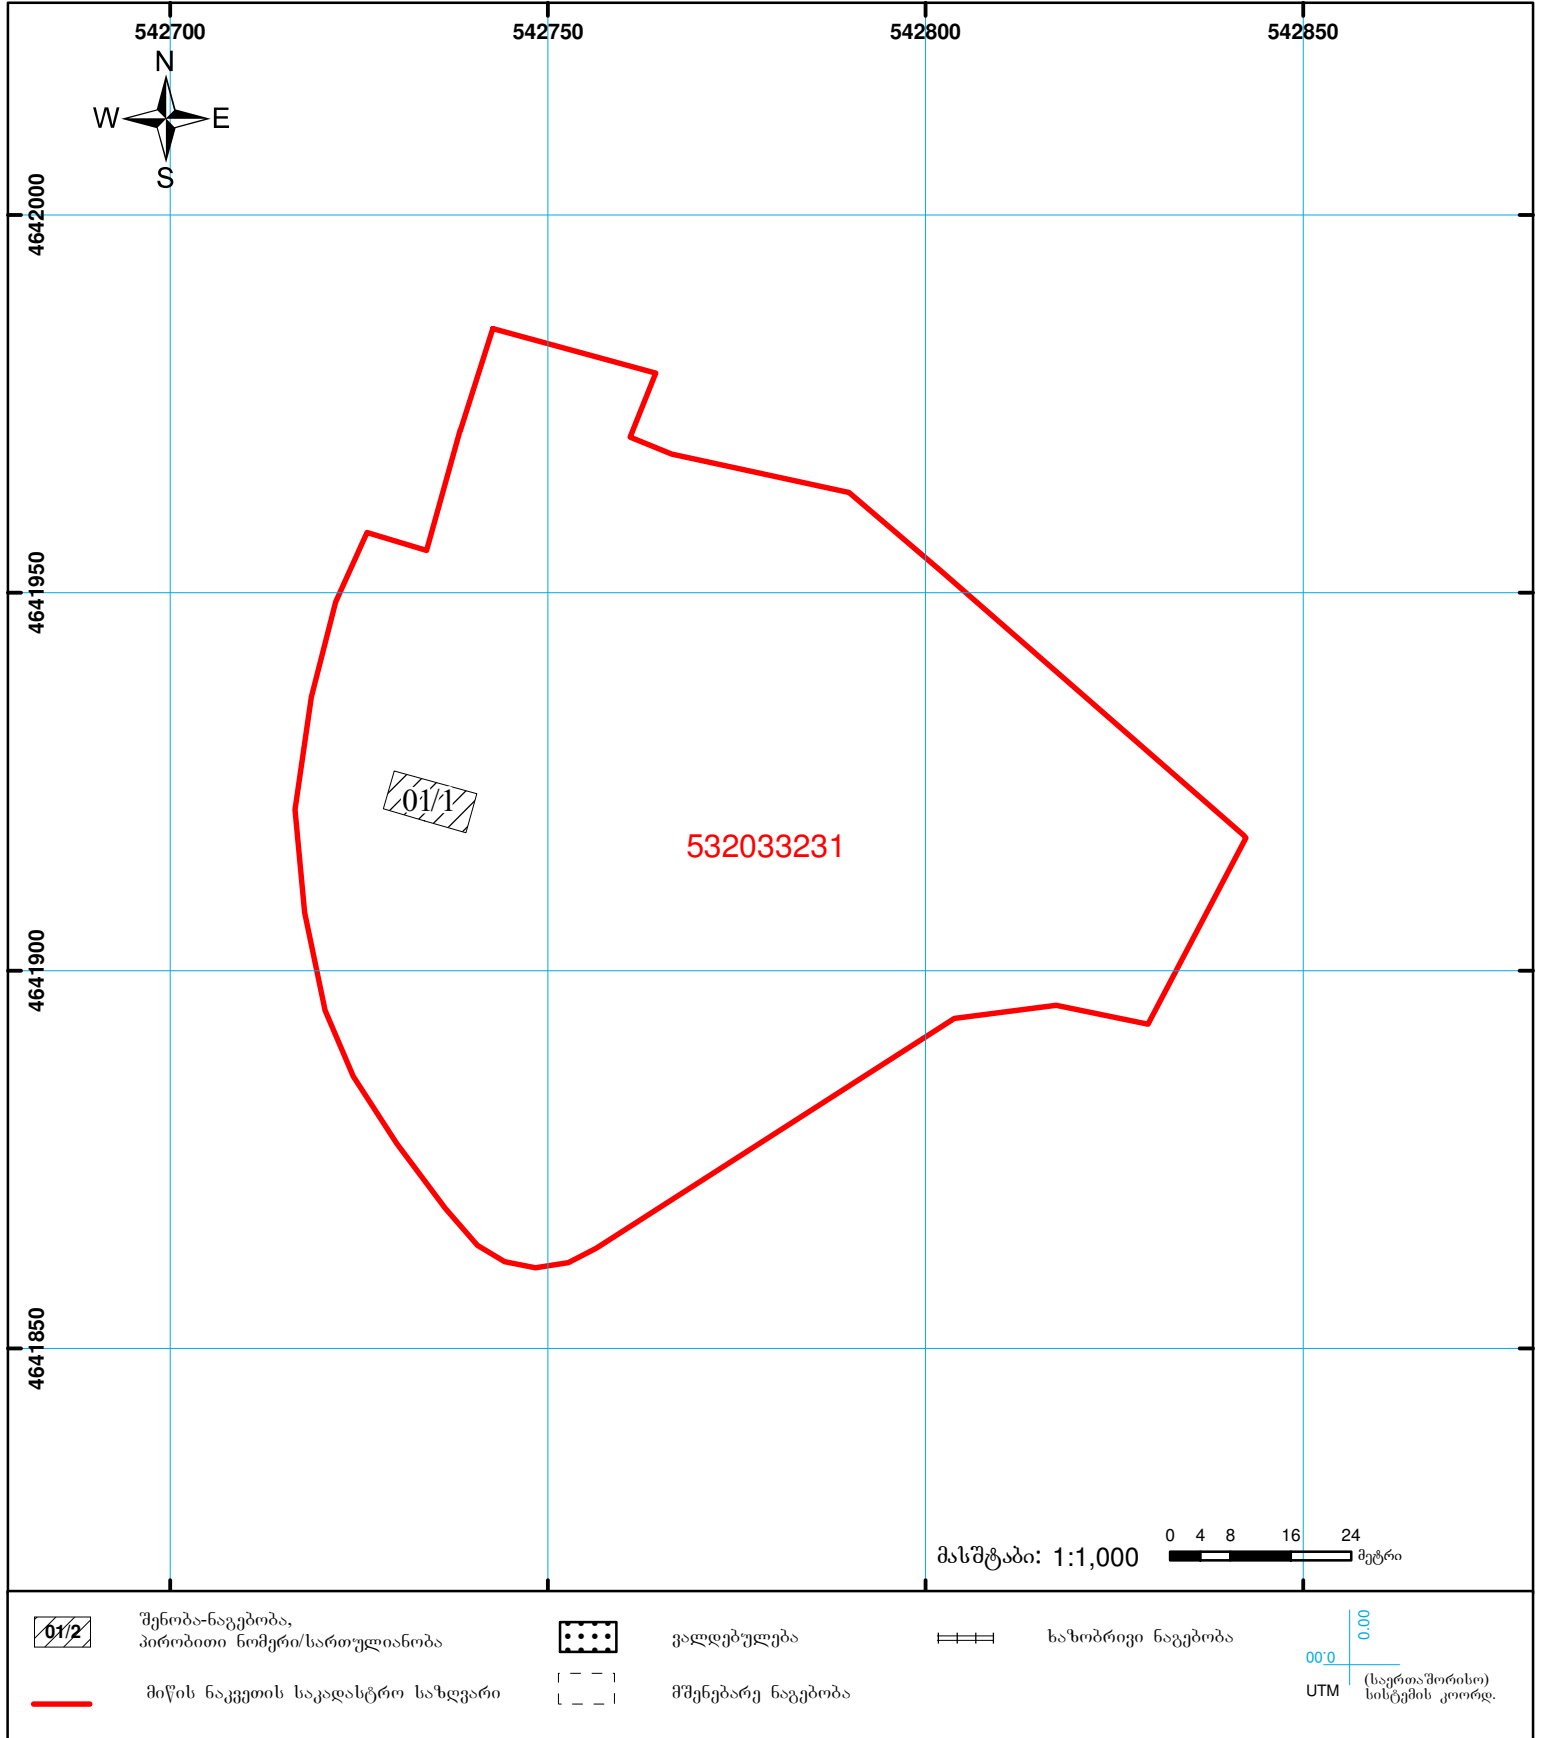 542700 542750 542800 542850
N
W E
S
4642000
4641950
01/1
532033231
4641900
4641850
მასშტაბი: 1:1,000
0 4 8 16 24
მეტრი
01/2
შენობა-ნაგებობა,
პირობითი ნომერი/სართულიანობა
ვალდებულება
ხაზობრივი ნაგებობა
00'0
00'0
მიწის ნაკვეთის საკადასტრო საზღვარი
მშენებარე ნაგებობა
UTM
(საერთაშორისო)
სისტემის კოორდ.